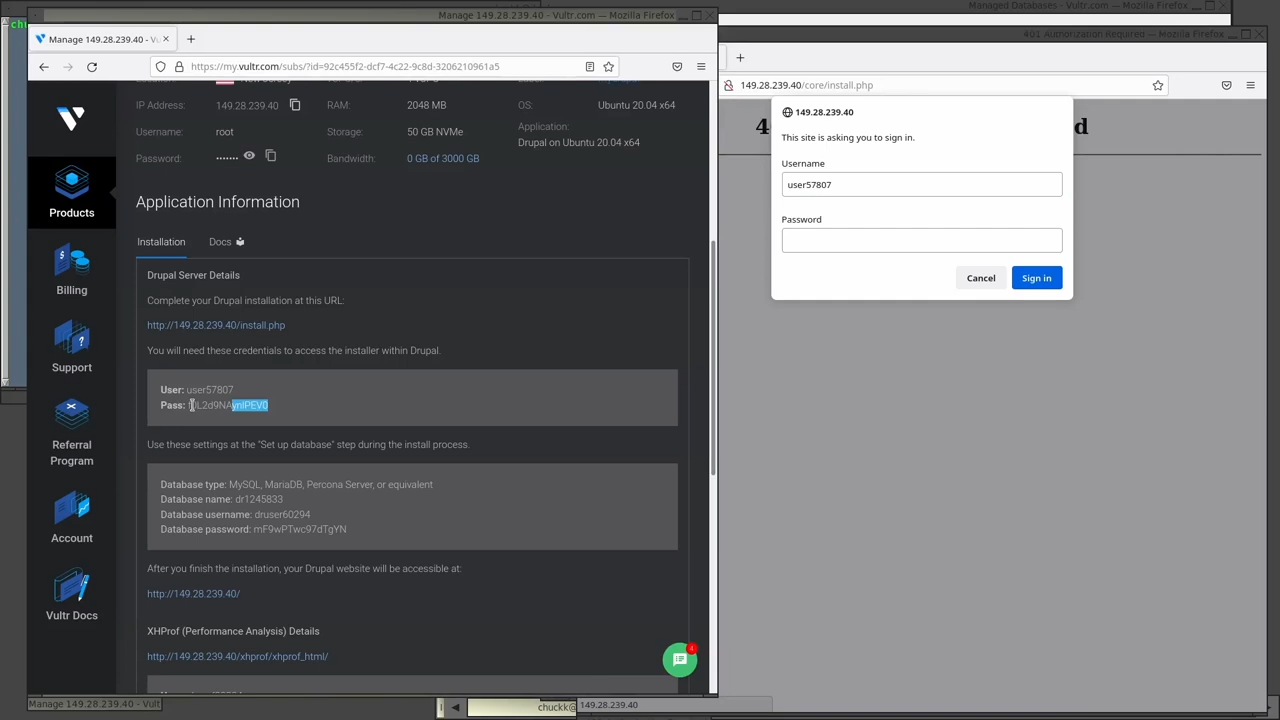 Managed Databases - Vultr.com — Mozilla Firefox
Manage 149.28.239.40 - Vultr.com — Mozilla Firefox
401 Authorization Required — Mozilla Firefox
Manage 149.28.239.40 - Vu
https://my.vultr.com/subs/?id=92c455f2-dcf7-4c22-9c8d-3206210961a5
149.28.239.40/core/install.php
IP Address: 149.28.239.40
RAM: 2048 MB
OS: Ubuntu 20.04 x64
Username: root
Storage: 50 GB NVMe
Application:
Drupal on Ubuntu 20.04 x64
Password: •••••••
Bandwidth: 0 GB of 3000 GB
Products
Billing
Support
Referral
Program
Account
Vultr Docs
Application Information
Installation
Docs
Drupal Server Details
Complete your Drupal installation at this URL:
http://149.28.239.40/install.php
You will need these credentials to access the installer within Drupal.
User: user57807
Pass:
Use these settings at the "Set up database" step during the install process.
Database type: MySQL, MariaDB, Percona Server, or equivalent
Database name: dr1245833
Database username: druser60294
Database password: mF9wPTwc97dTgYN
After you finish the installation, your Drupal website will be accessible at:
http://149.28.239.40/
XHProf (Performance Analysis) Details
http://149.28.239.40/xhprof/xhprof_html/
4
149.28.239.40
This site is asking you to sign in.
Username
user57807
Password
Cancel
Sign in
4
d
Manage 149.28.239.40 - Vult
chuckk@
149.28.239.40